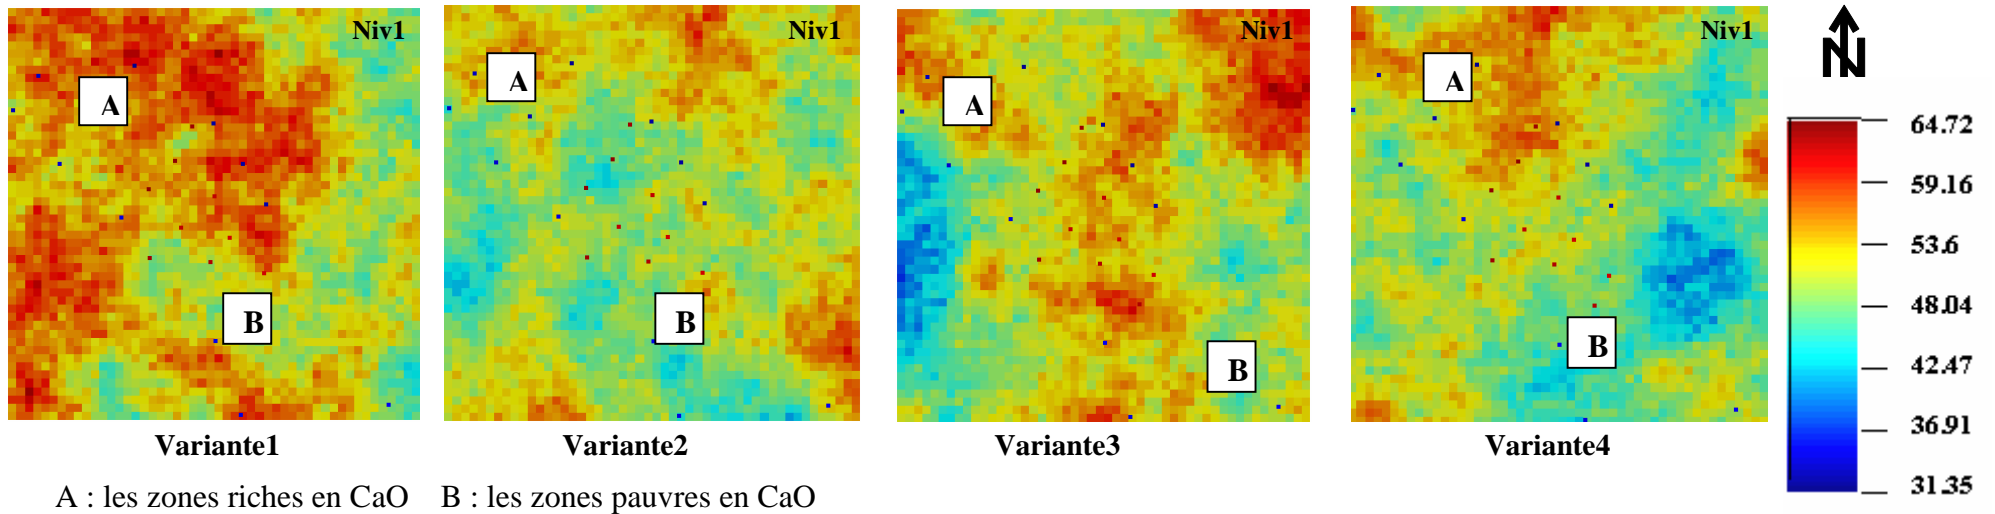 Niv1 Niv1 Niv1 Niv1 N
A A A A
64.72
59.16
53.6
48.04
42.47
36.91
31.35
B B B B
Variante1 Variante2 Variante3 Variante4
A : les zones riches en CaO B : les zones pauvres en CaO